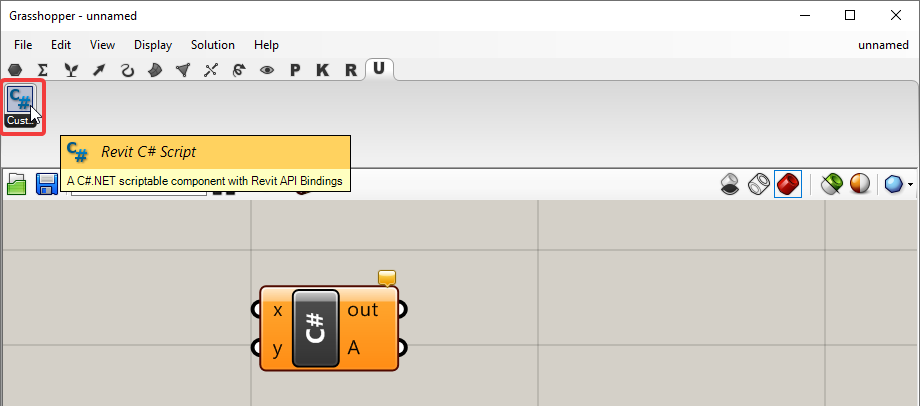 Grasshopper - unnamed
File Edit View Display Solution Help unnamed
Σ P K R U
C#
Cust..
C# Revit C# Script
A C#.NET scriptable component with Revit API Bindings
x out
C#
y A